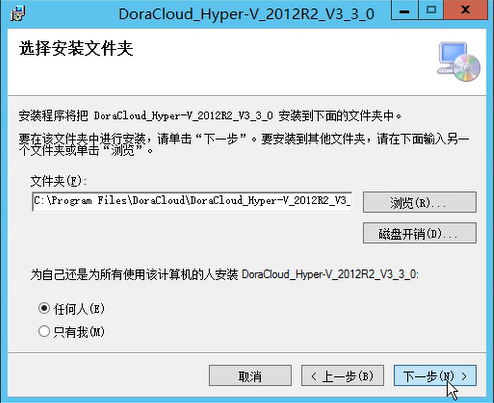 DoraCloud_Hyper-V_2012R2_V3_3_0
选择安装文件夹
安装程序将把 DoraCloud_Hyper-V_2012R2_V3_3_0 安装到下面的文件夹中。
要在该文件夹中进行安装，请单击“下一步”。要安装到其他文件夹，请在下面输入另一
个文件夹或单击“浏览”。
文件夹(F):
C:\Program Files\DoraCloud\DoraCloud_Hyper-V_2012R2_V3_
浏览(R)...
磁盘开销(D)...
为自己还是为所有使用该计算机的人安装 DoraCloud_Hyper-V_2012R2_V3_3_0:
任何人(E)
只有我(M)
取消
< 上一步(B)
下一步(N) >